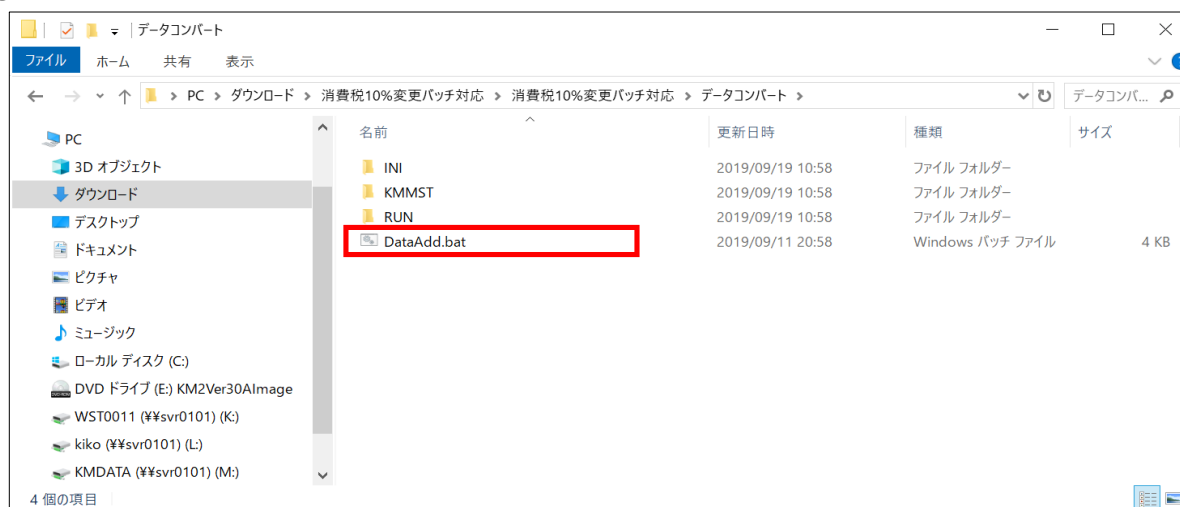 データコンバート
ファイル ホーム 共有 表示
PC > ダウンロード > 消費税10%変更バッチ対応 > 消費税10%変更バッチ対応 > データコンバート >
データコンバ...
名前 更新日時 種類 サイズ
PC
3D オブジェクト
ダウンロード
デスクトップ
ドキュメント
ピクチャ
ビデオ
ミュージック
ローカル ディスク (C:)
DVD ドライブ (E:) KM2Ver30AImage
WST0011 (¥¥svr0101) (K:)
kiko (¥¥svr0101) (L:)
KMDATA (¥¥svr0101) (M:)
INI 2019/09/19 10:58 ファイル フォルダー
KMMST 2019/09/19 10:58 ファイル フォルダー
RUN 2019/09/19 10:58 ファイル フォルダー
DataAdd.bat 2019/09/11 20:58 Windows バッチ ファイル 4 KB
4 個の項目